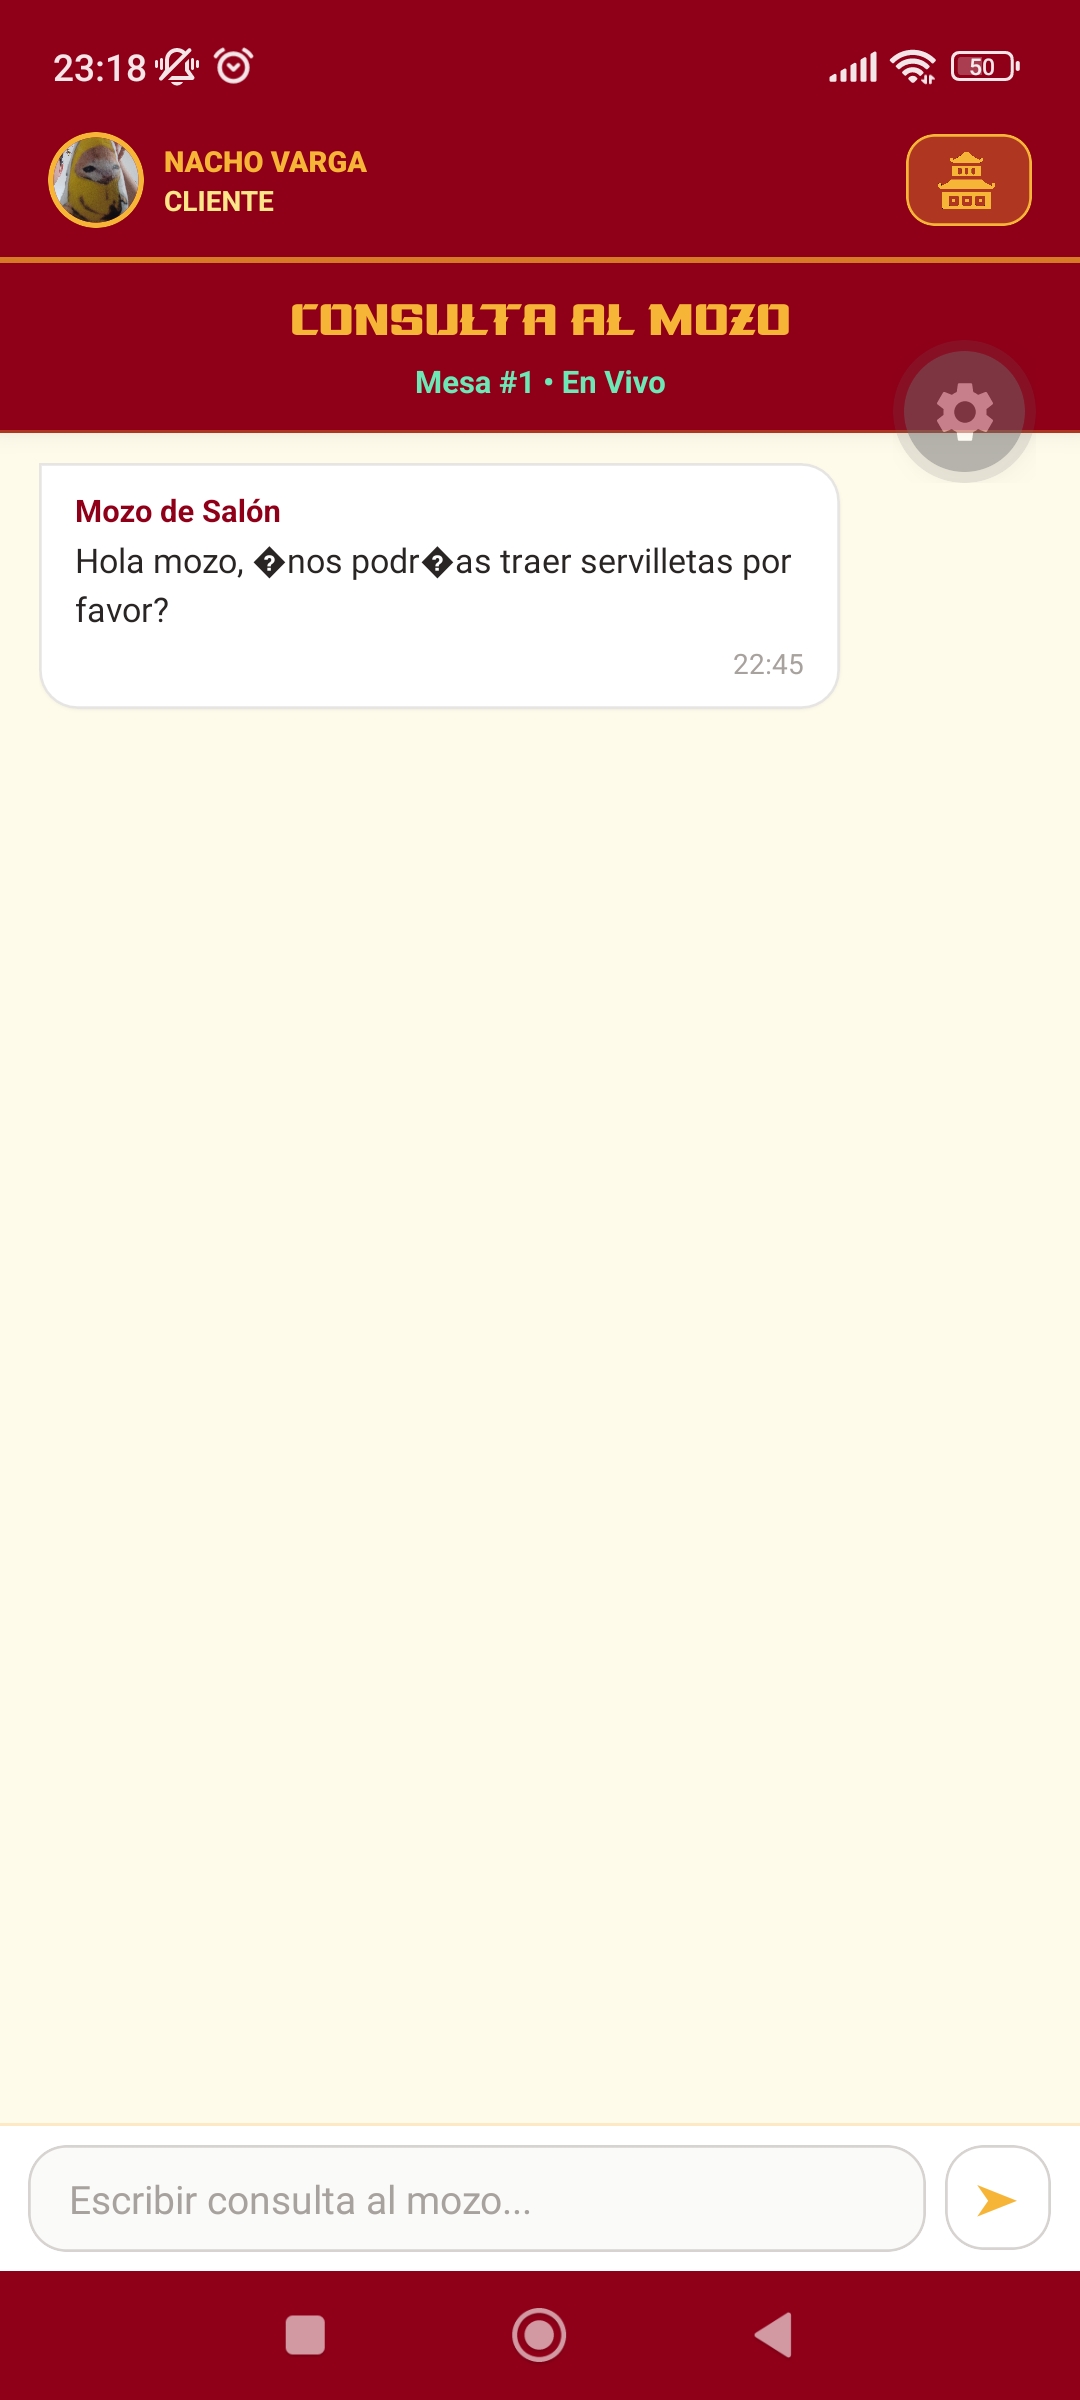 23:18
50
NACHO VARGA
CLIENTE
CONSULTA AL MOZO
Mesa #1 • En Vivo
Mozo de Salón
Hola mozo, �nos podr�as traer servilletas por
favor?
22:45
Escribir consulta al mozo...